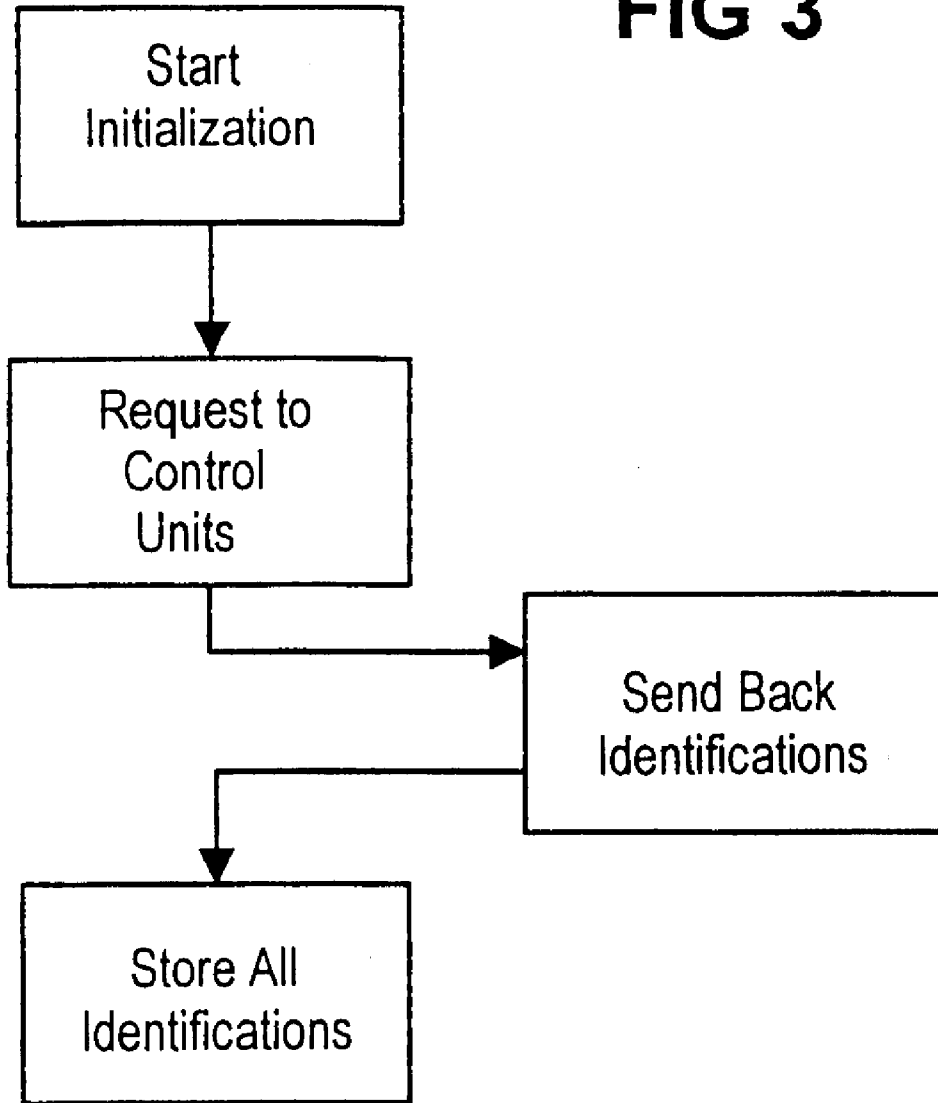 FIG 3
Start
Initialization
Request to
Control
Units
Send Back
Identifications
Store All
Identifications